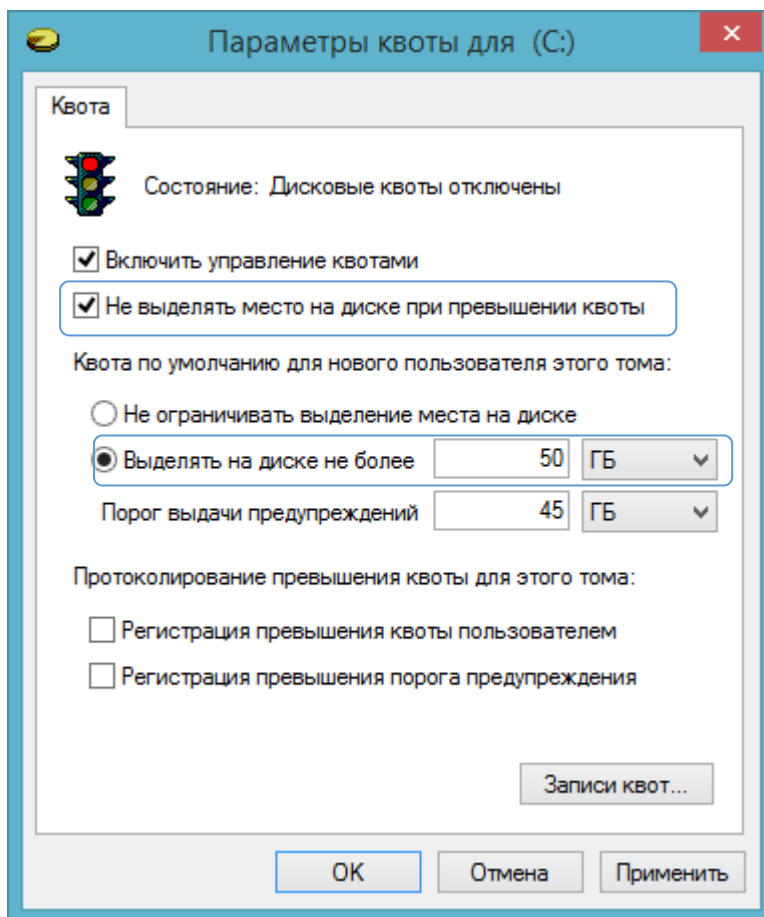 Параметры квоты для (C:)
Квота
Состояние: Дисковые квоты отключены
Включить управление квотами
Не выделять место на диске при превышении квоты
Квота по умолчанию для нового пользователя этого тома:
Не ограничивать выделение места на диске
Выделять на диске не более 50 ГБ
Порог выдачи предупреждений 45 ГБ
Протоколирование превышения квоты для этого тома:
Регистрация превышения квоты пользователем
Регистрация превышения порога предупреждения
Записи квот...
OK Отмена Применить